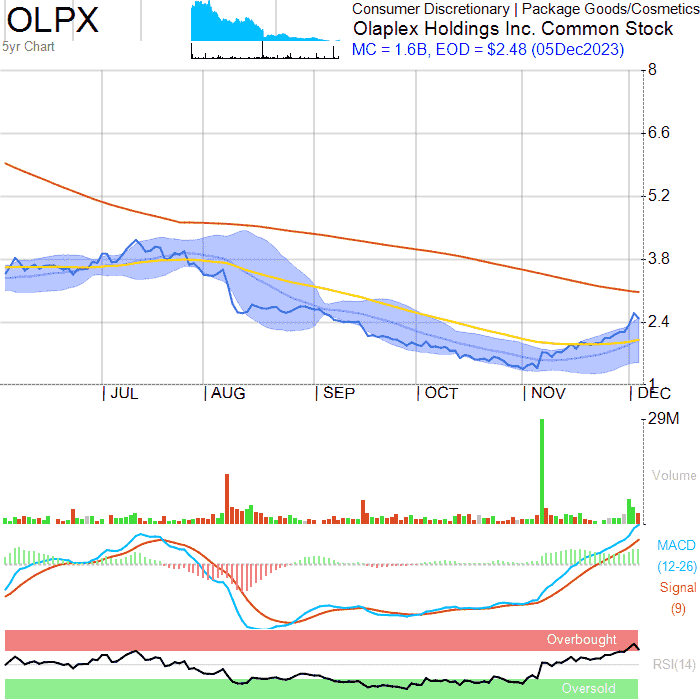 OLPX
5yr Chart
Consumer Discretionary | Package Goods/Cosmetics
Olaplex Holdings Inc. Common Stock
MC = 1.6B, EOD = $2.48 (05Dec2023)
8
6.6
5.2
3.8
2.4
1
JUL AUG SEP OCT NOV DEC
29M
Volume
MACD
(12-26)
Signal
(9)
Overbought
RSI(14)
Oversold